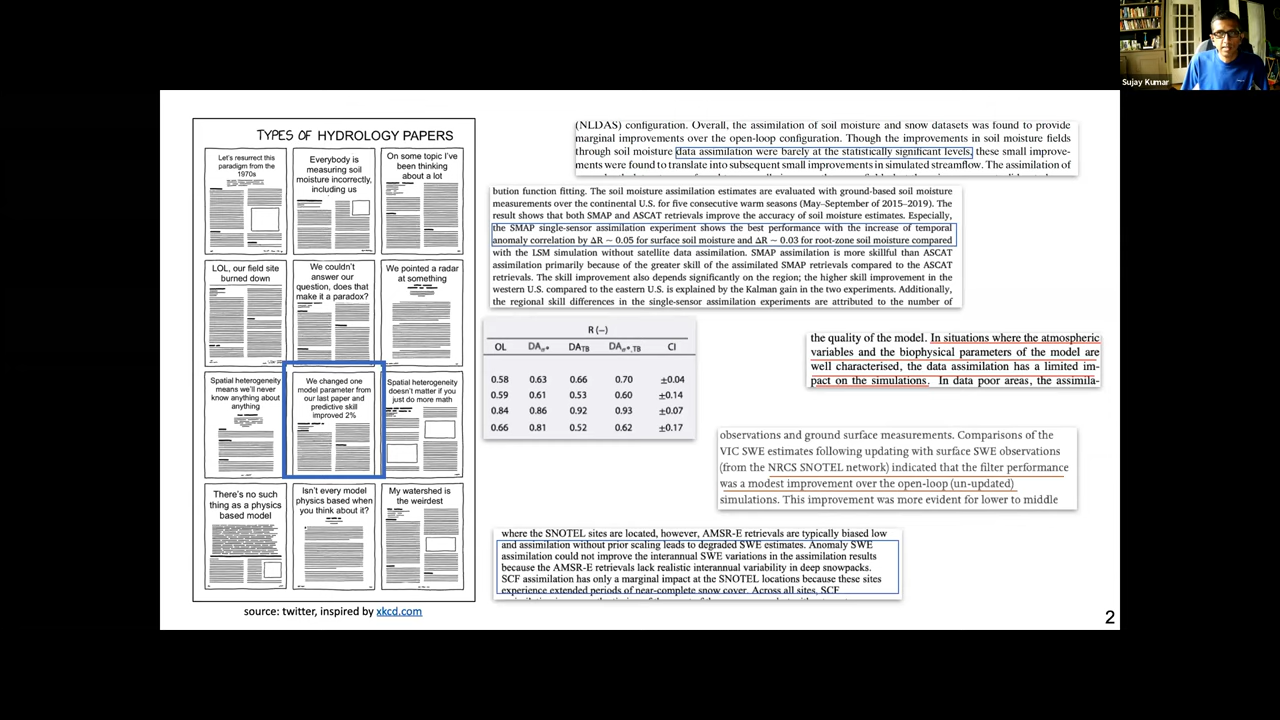 Sujay Kumar
TYPES OF HYDROLOGY PAPERS
Let's resurrect this
paradigm from the
1970s
Everybody is
measuring soil
moisture incorrectly,
including us
On some topic I've
been thinking
about a lot
LOL, our field site
burned down
We couldn't
answer our
question, does that
make it a paradox?
We pointed a radar
at something
Spatial heterogeneity
means we'll never
know anything about
anything
We changed one
model parameter from
our last paper and
predictive skill
improved 2%
Spatial heterogeneity
doesn't matter if you
just do more math
There's no such
thing as a physics
based model
Isn't every model
physics based when
you think about it?
My watershed is
the weirdest
source: twitter, inspired by xkcd.com
(NLDAS) configuration. Overall, the assimilation of soil moisture and snow datasets was found to provide
marginal improvements over the open-loop configuration. Though the improvements in soil moisture fields
through soil moisture data assimilation were barely at the statistically significant levels, these small improve-
ments were found to translate into subsequent small improvements in simulated streamflow. The assimilation of
bution function fitting. The soil moisture assimilation estimates are evaluated with ground-based soil moisture
measurements over the continental U.S. for five consecutive warm seasons (May–September of 2015–2019). The
result shows that both SMAP and ASCAT retrievals improve the accuracy of soil moisture estimates. Especially,
the SMAP single-sensor assimilation experiment shows the best performance with the increase of temporal
anomaly correlation by ΔR ~ 0.05 for surface soil moisture and ΔR ~ 0.03 for root-zone soil moisture compared
with the LSM simulation without satellite data assimilation. SMAP assimilation is more skillful than ASCAT
assimilation primarily because of the greater skill of the assimilated SMAP retrievals compared to the ASCAT
retrievals. The skill improvement also depends significantly on the region; the higher skill improvement in the
western U.S. compared to the eastern U.S. is explained by the Kalman gain in the two experiments. Additionally,
the regional skill differences in the single-sensor assimilation experiments are attributed to the number of
R (–)
OL DAσ° DATB DAσ°,TB CI
0.58 0.63 0.66 0.70 ±0.04
0.59 0.61 0.53 0.60 ±0.14
0.84 0.86 0.92 0.93 ±0.07
0.66 0.81 0.52 0.62 ±0.17
the quality of the model. In situations where the atmospheric
variables and the biophysical parameters of the model are
well characterised, the data assimilation has a limited im-
pact on the simulations. In data poor areas, the assimila-
observations and ground surface measurements. Comparisons of the
VIC SWE estimates following updating with surface SWE observations
(from the NRCS SNOTEL network) indicated that the filter performance
was a modest improvement over the open-loop (un-updated)
simulations. This improvement was more evident for lower to middle
where the SNOTEL sites are located, however, AMSR-E retrievals are typically biased low
and assimilation without prior scaling leads to degraded SWE estimates. Anomaly SWE
assimilation could not improve the interannual SWE variations in the assimilation results
because the AMSR-E retrievals lack realistic interannual variability in deep snowpacks.
SCF assimilation has only a marginal impact at the SNOTEL locations because these sites
experience extended periods of near-complete snow cover. Across all sites, SCF
2